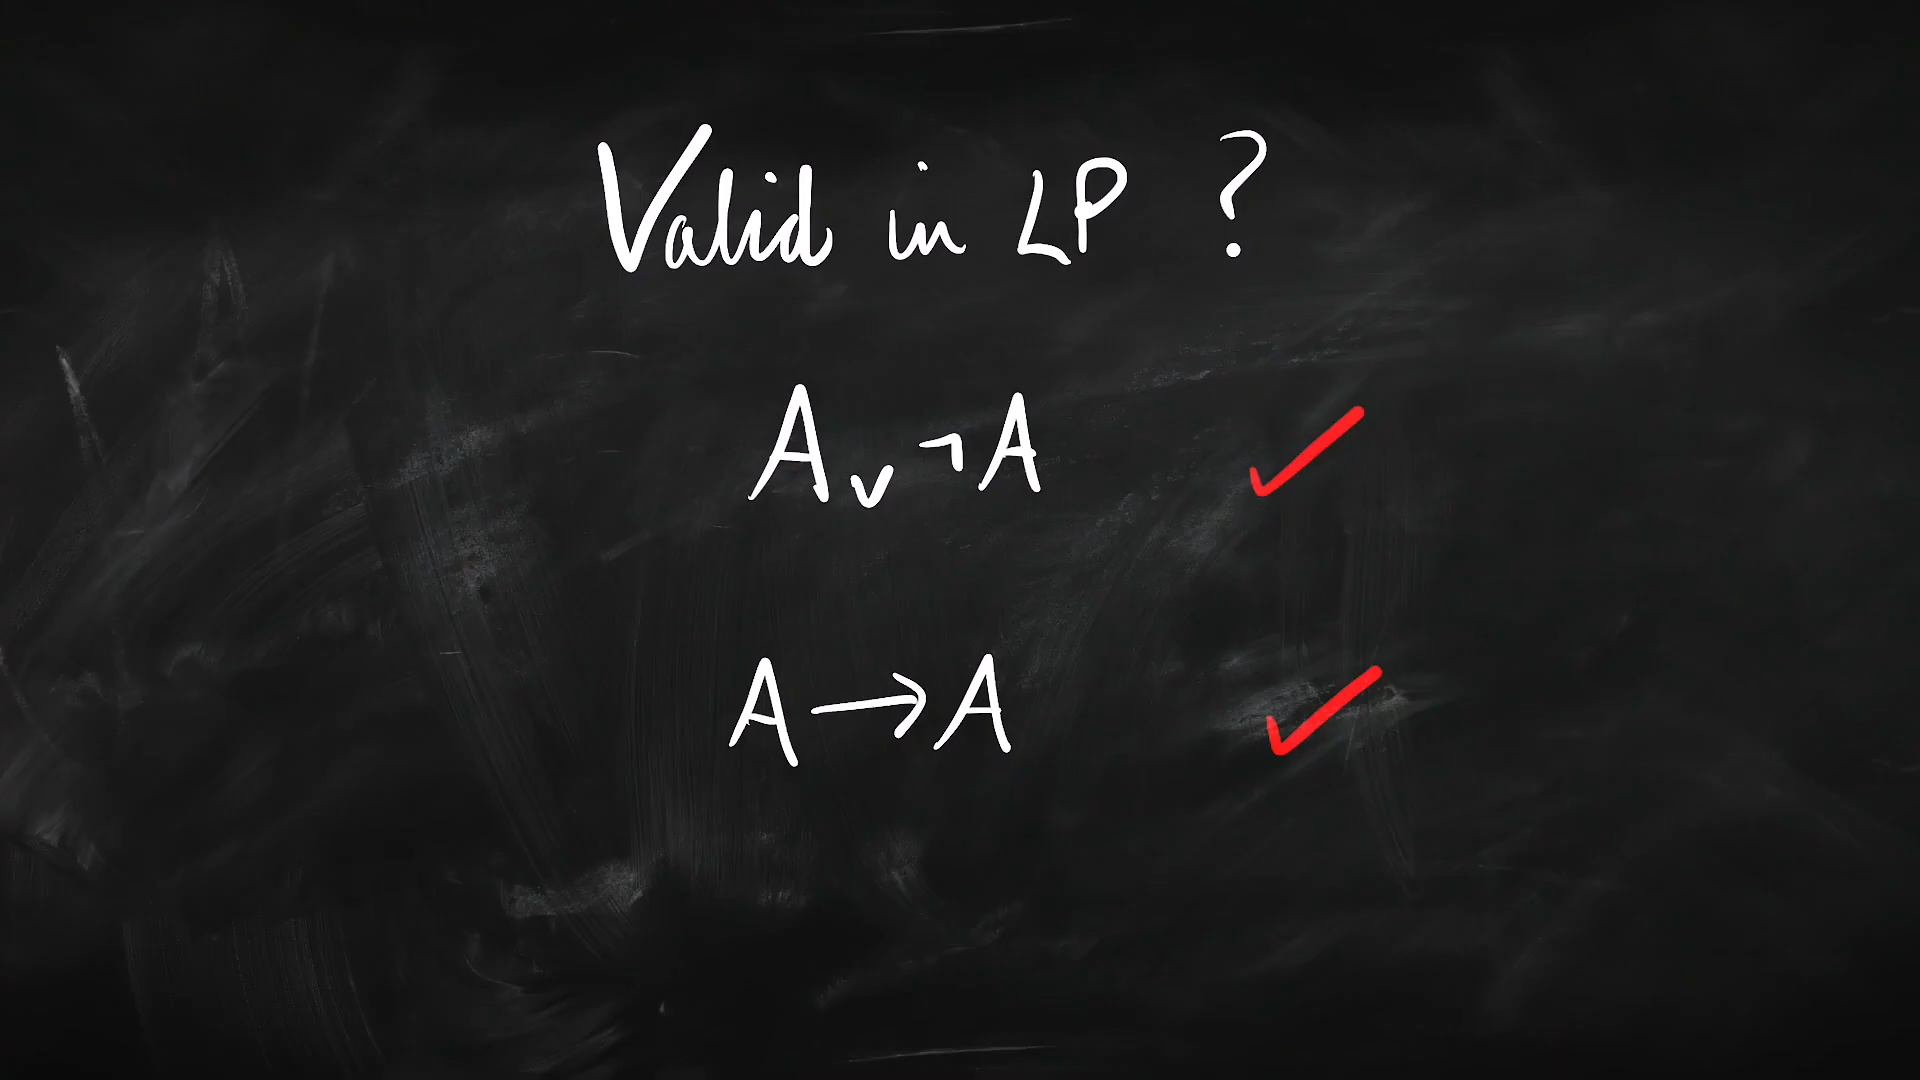 Valid in LP ?
A ∨ ¬A ✓
A → A ✓